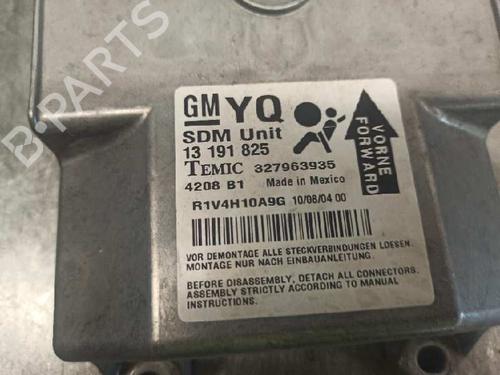 GM YQ
SDM Unit
13 191 825
TEMIC 327963935
4208 B1 Made in Mexico
R1V4H10A9G 10/08/04 00
VORNE
FORWARD
VOR DEMONTAGE ALLE STECKVERBINDUNGEN LOESEN.
MONTAGE NUR NACH EINBAUANLEITUNG.
BEFORE DISASSEMBLY, DETACH ALL CONNECTORS.
ASSEMBLY STRICTLY ACCORDING TO MANUAL
INSTRUCTIONS.
B-PARTS